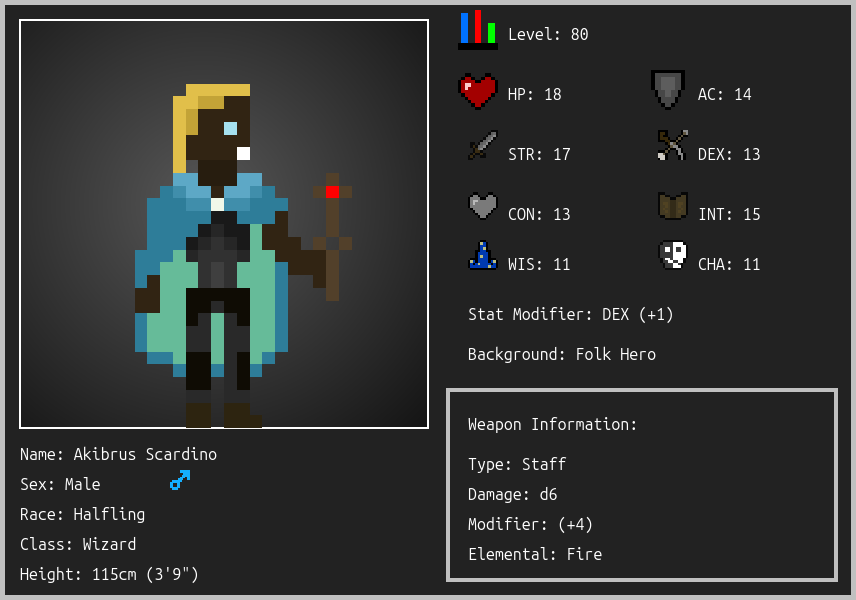 Level: 80
HP: 18
AC: 14
STR: 17
DEX: 13
CON: 13
INT: 15
WIS: 11
CHA: 11
Stat Modifier: DEX (+1)
Background: Folk Hero
Weapon Information:
Type: Staff
Damage: d6
Modifier: (+4)
Elemental: Fire
Name: Akibrus Scardino
Sex: Male
Race: Halfling
Class: Wizard
Height: 115cm (3'9")